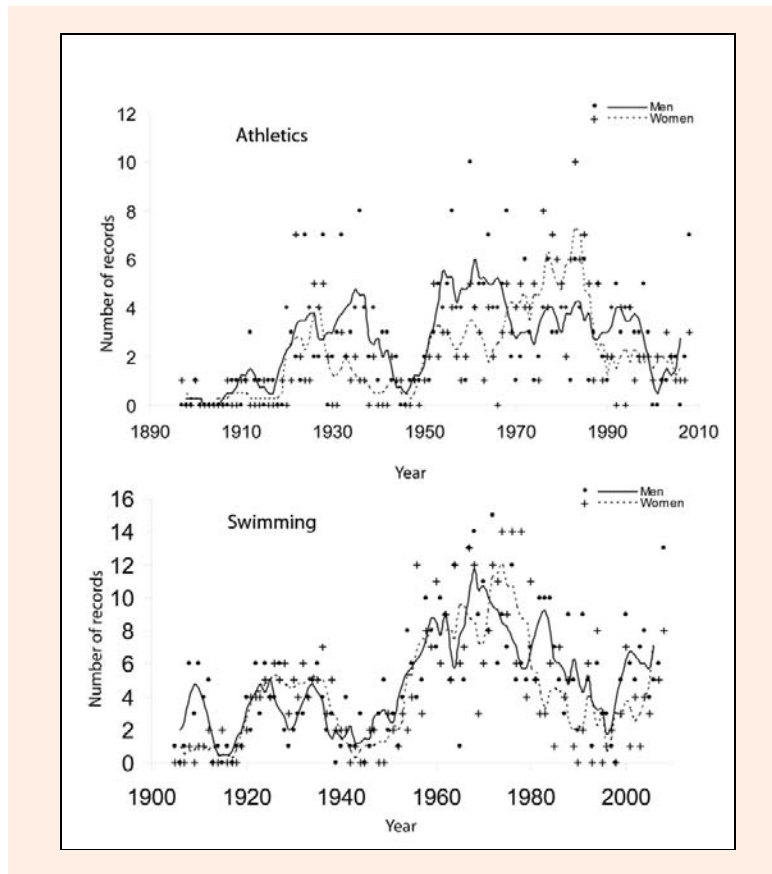 Men
Women
Athletics
Number of records
12
10
8
6
4
2
0
1890 1910 1930 1950 1970 1990 2010
Year
Men
Women
Swimming
Number of records
16
14
12
10
8
6
4
2
0
1900 1920 1940 1960 1980 2000
Year